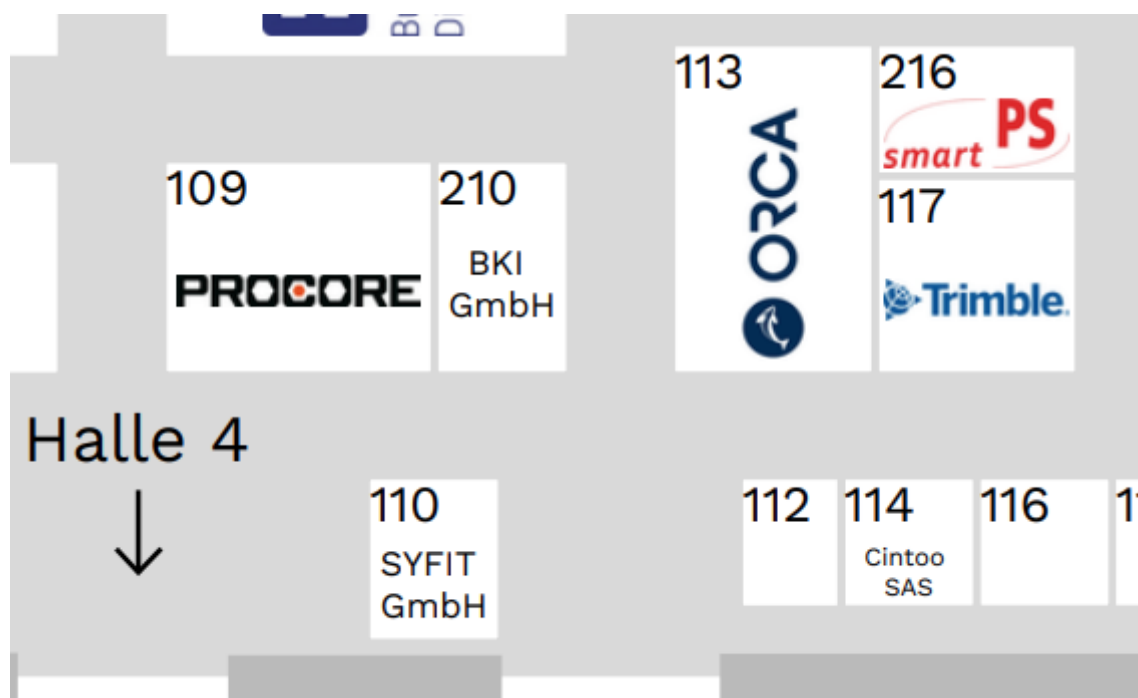 113
216
ORCA
smart PS
109
210
117
PROCORE
BKI
GmbH
Trimble
Halle 4
110
112
114
116
SYFIT
GmbH
Cintoo
SAS